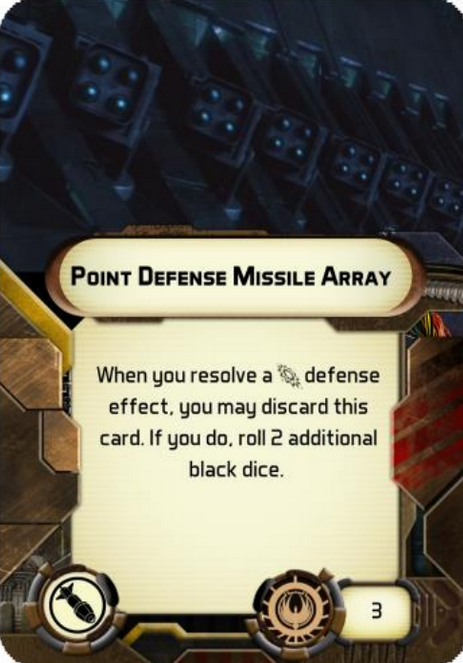 Point Defense Missile Array
When you resolve a defense
effect, you may discard this
card. If you do, roll 2 additional
black dice.
3